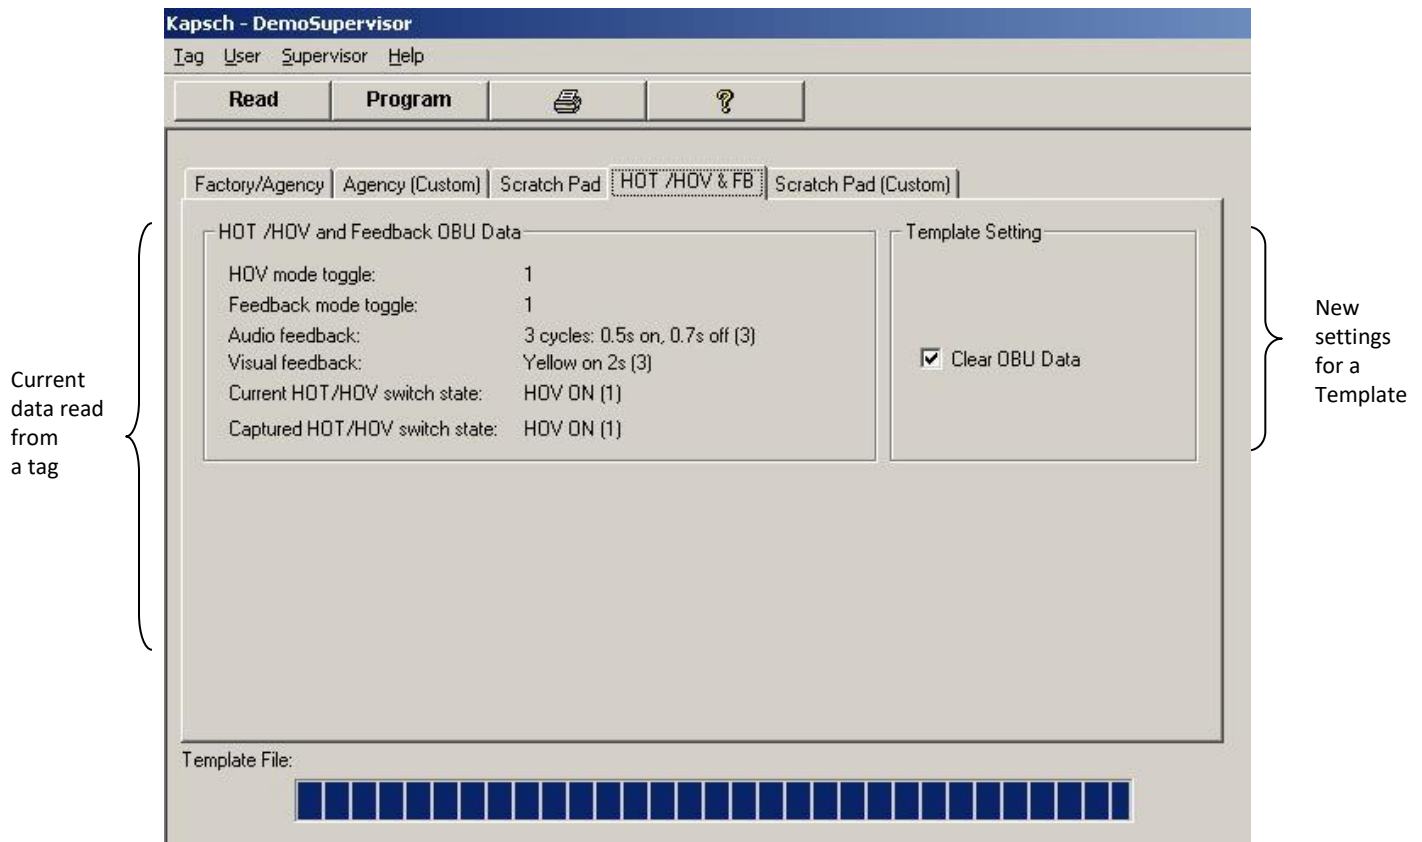 Kapsch - DemoSupervisor
Tag User Supervisor Help
Read Program
Factory/Agency Agency (Custom) Scratch Pad HOT /HOV & FB Scratch Pad (Custom)
HOT /HOV and Feedback OBU Data
HOV mode toggle: 1
Feedback mode toggle: 1
Audio feedback: 3 cycles: 0.5s on, 0.7s off (3)
Visual feedback: Yellow on 2s (3)
Current HOT/HOV switch state: HOV ON (1)
Captured HOT/HOV switch state: HOV ON (1)
Template Setting
Clear OBU Data
Current
data read
from
a tag
New
settings
for a
Template
Template File: